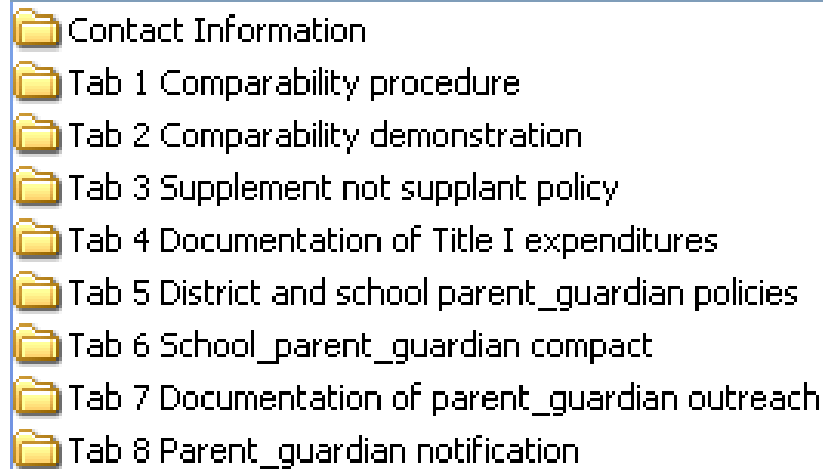 Contact Information
Tab 1 Comparability procedure
Tab 2 Comparability demonstration
Tab 3 Supplement not supplant policy
Tab 4 Documentation of Title I expenditures
Tab 5 District and school parent_guardian policies
Tab 6 School_parent_guardian compact
Tab 7 Documentation of parent_guardian outreach
Tab 8 Parent_guardian notification